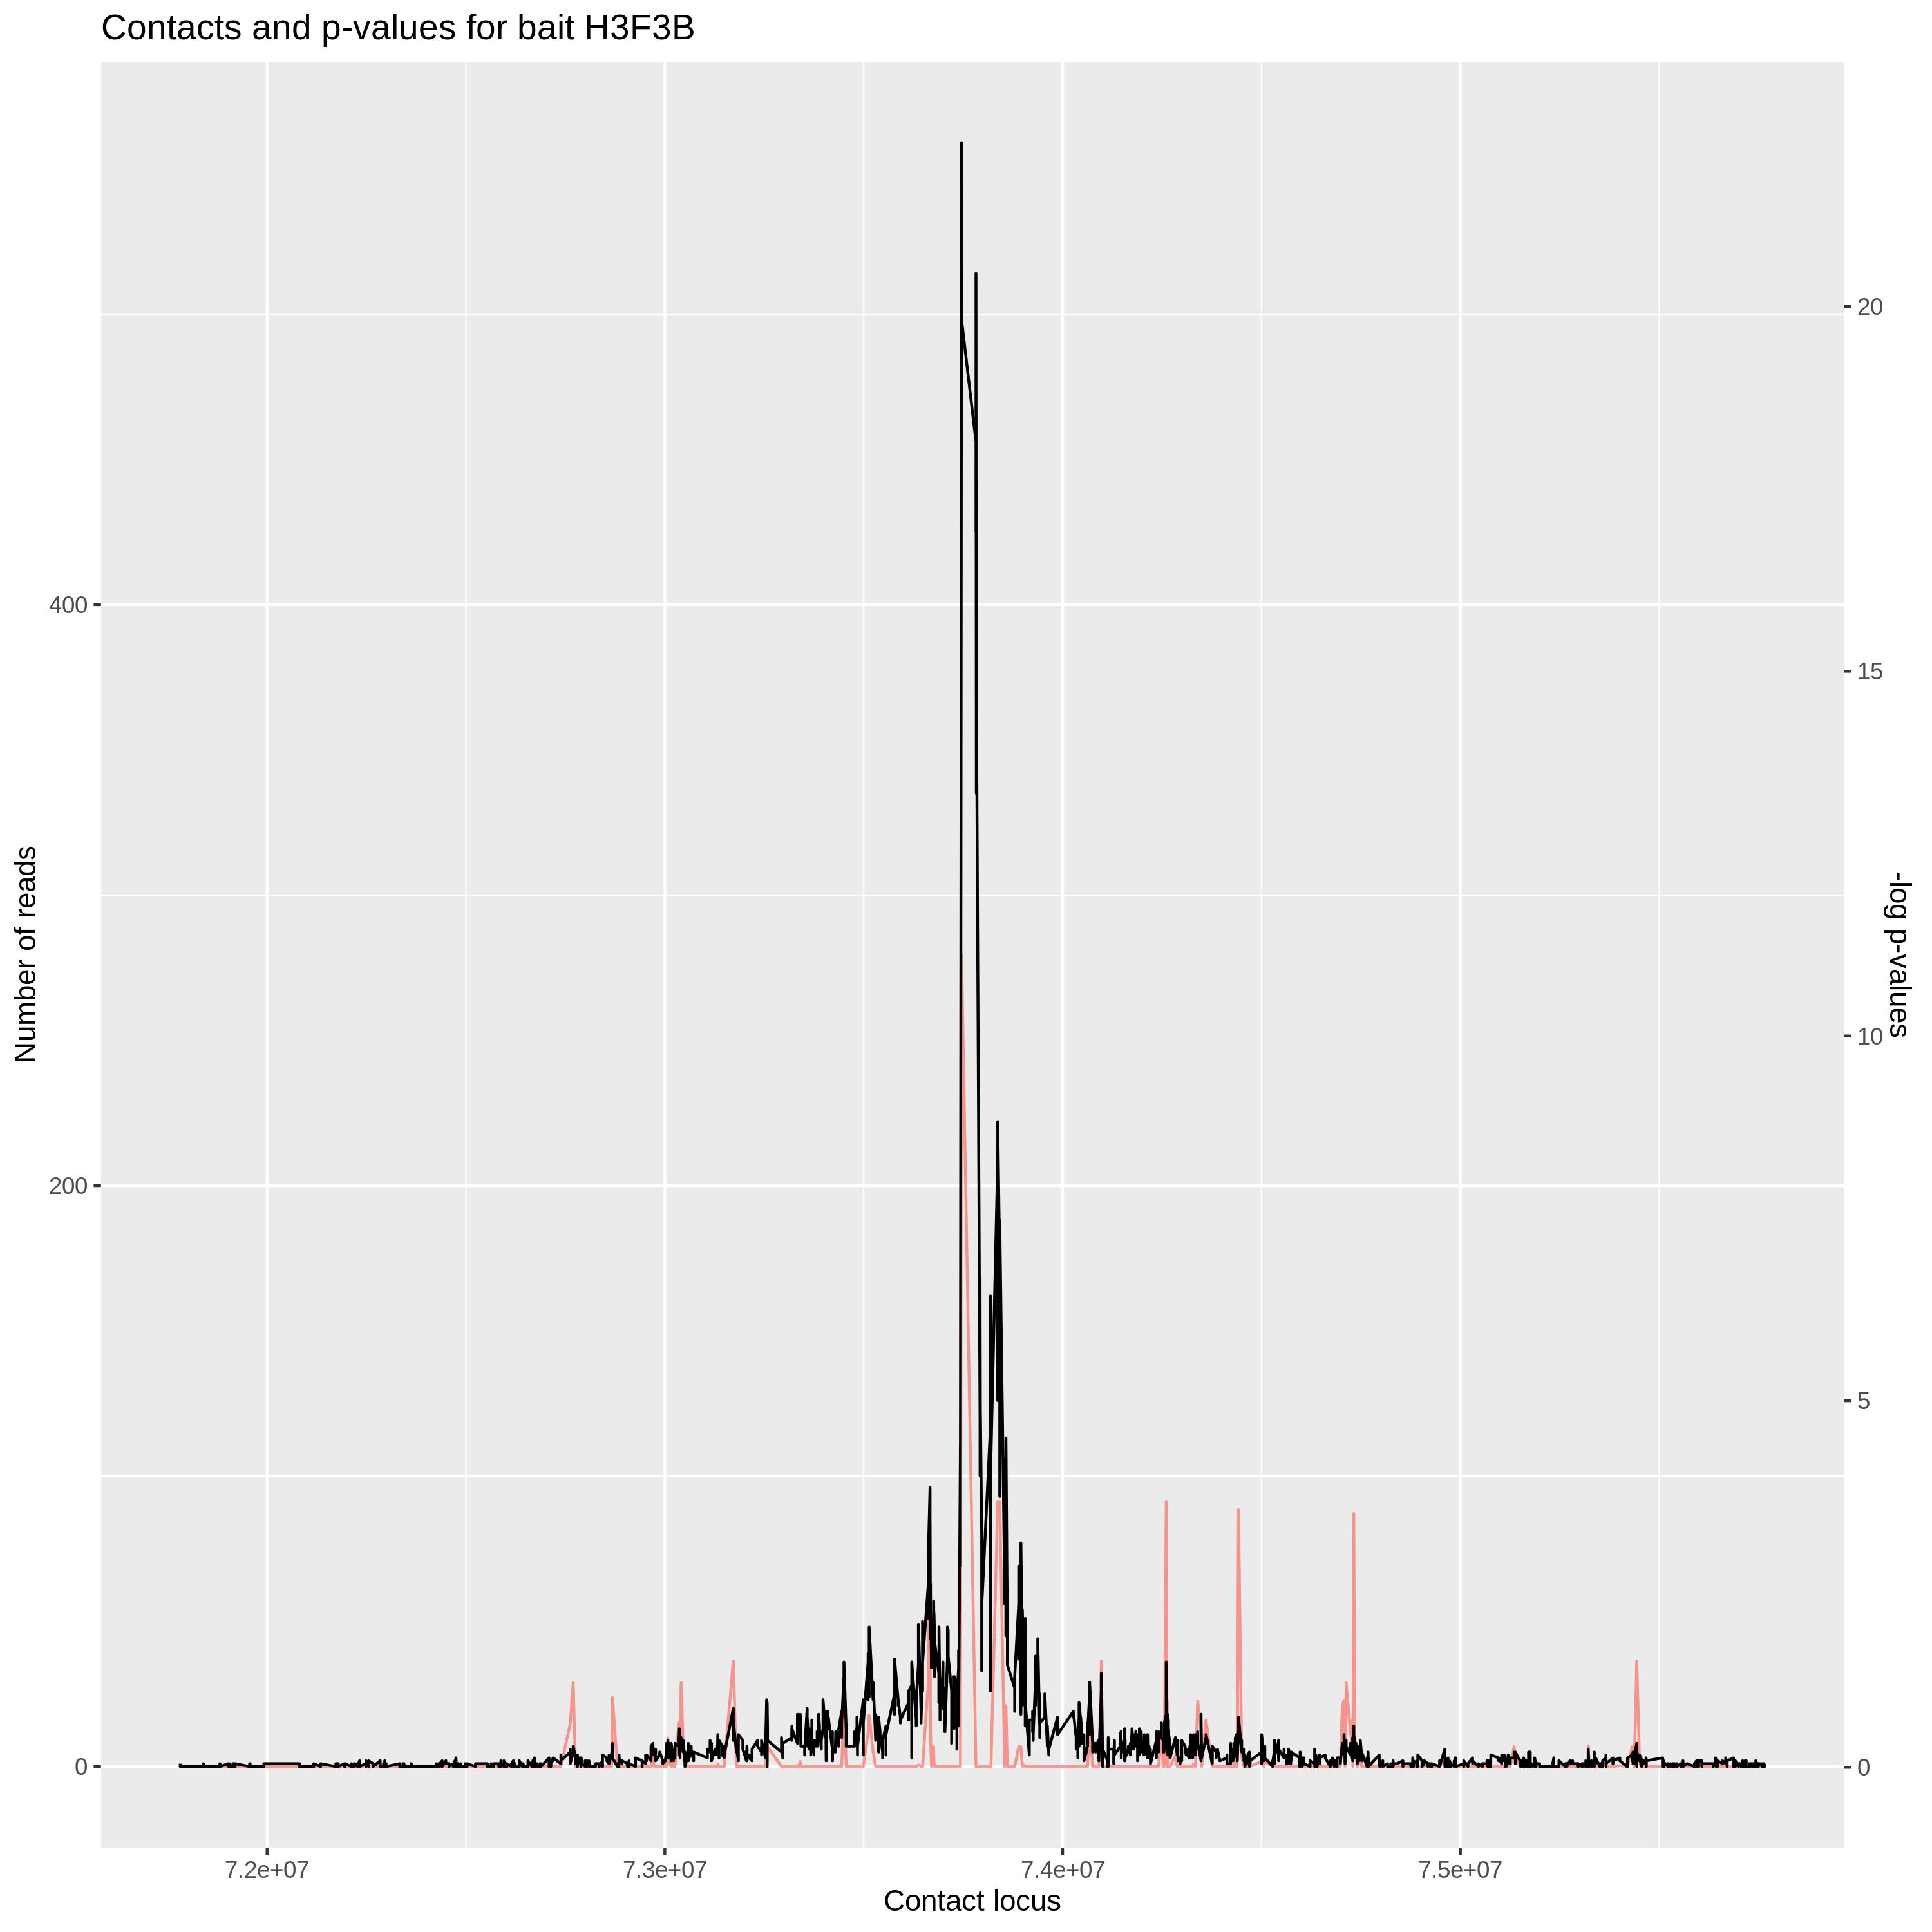 Contacts and p-values for bait H3F3B
Number of reads
400
200
0
20
15
10
5
0
-log p-values
7.2e+07
7.3e+07
7.4e+07
7.5e+07
Contact locus